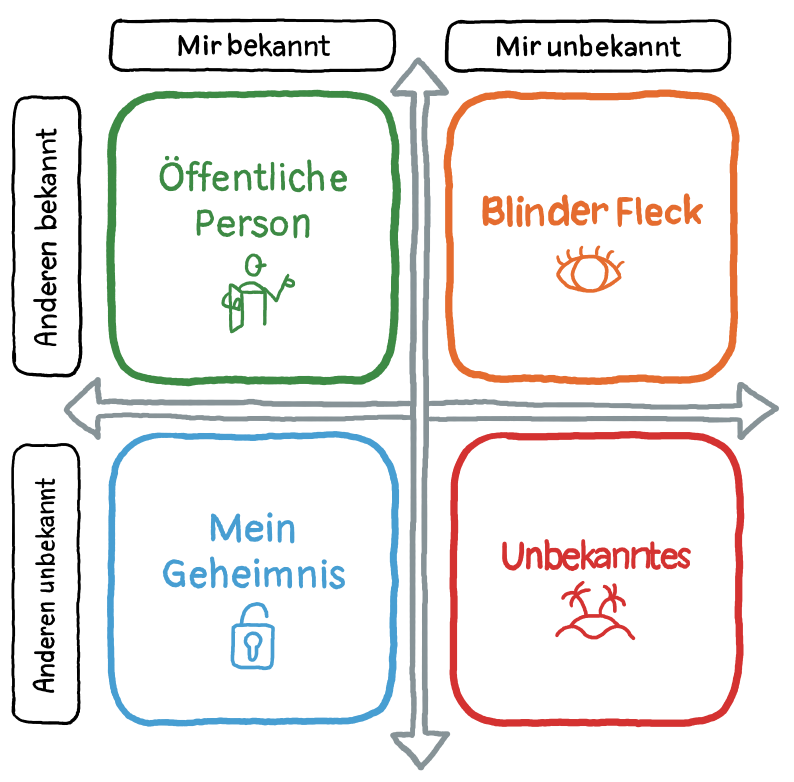 Mir bekannt
Mir unbekannt
Anderen bekannt
Öffentliche
Person
Blinder Fleck
Anderen unbekannt
Mein
Geheimnis
Unbekanntes